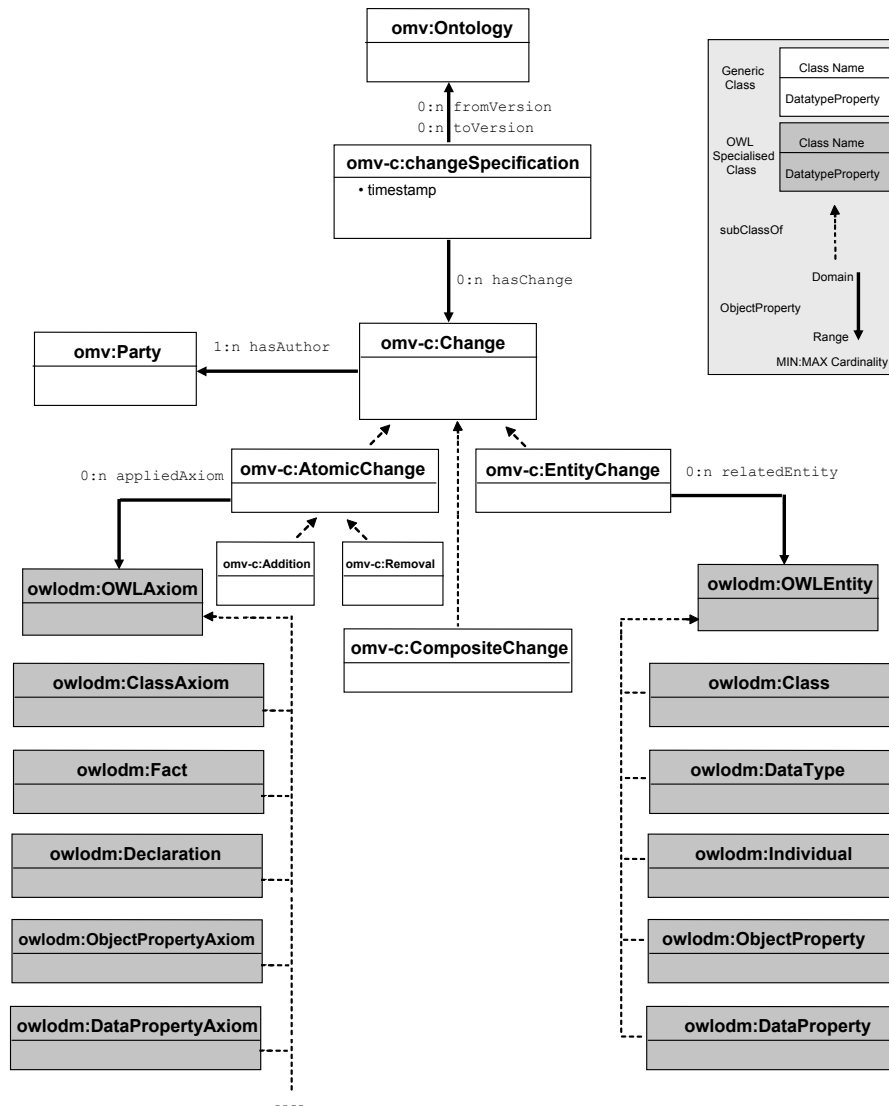 omv:Ontology
0:n fromVersion
0:n toVersion
omv-c:changeSpecification
• timestamp
0:n hasChange
omv:Party
1:n hasAuthor
omv-c:Change
0:n appliedAxiom
omv-c:AtomicChange
omv-c:EntityChange
0:n relatedEntity
omv-c:Addition
omv-c:Removal
owlodm:OWLAxiom
owlodm:OWLEntity
omv-c:CompositeChange
owlodm:ClassAxiom
owlodm:Class
owlodm:Fact
owlodm:DataType
owlodm:Declaration
owlodm:Individual
owlodm:ObjectPropertyAxiom
owlodm:ObjectProperty
owlodm:DataPropertyAxiom
owlodm:DataProperty
Generic
Class
Class Name
DatatypeProperty
OWL
Specialised
Class
Class Name
DatatypeProperty
subClassOf
Domain
ObjectProperty
Range
MIN:MAX Cardinality